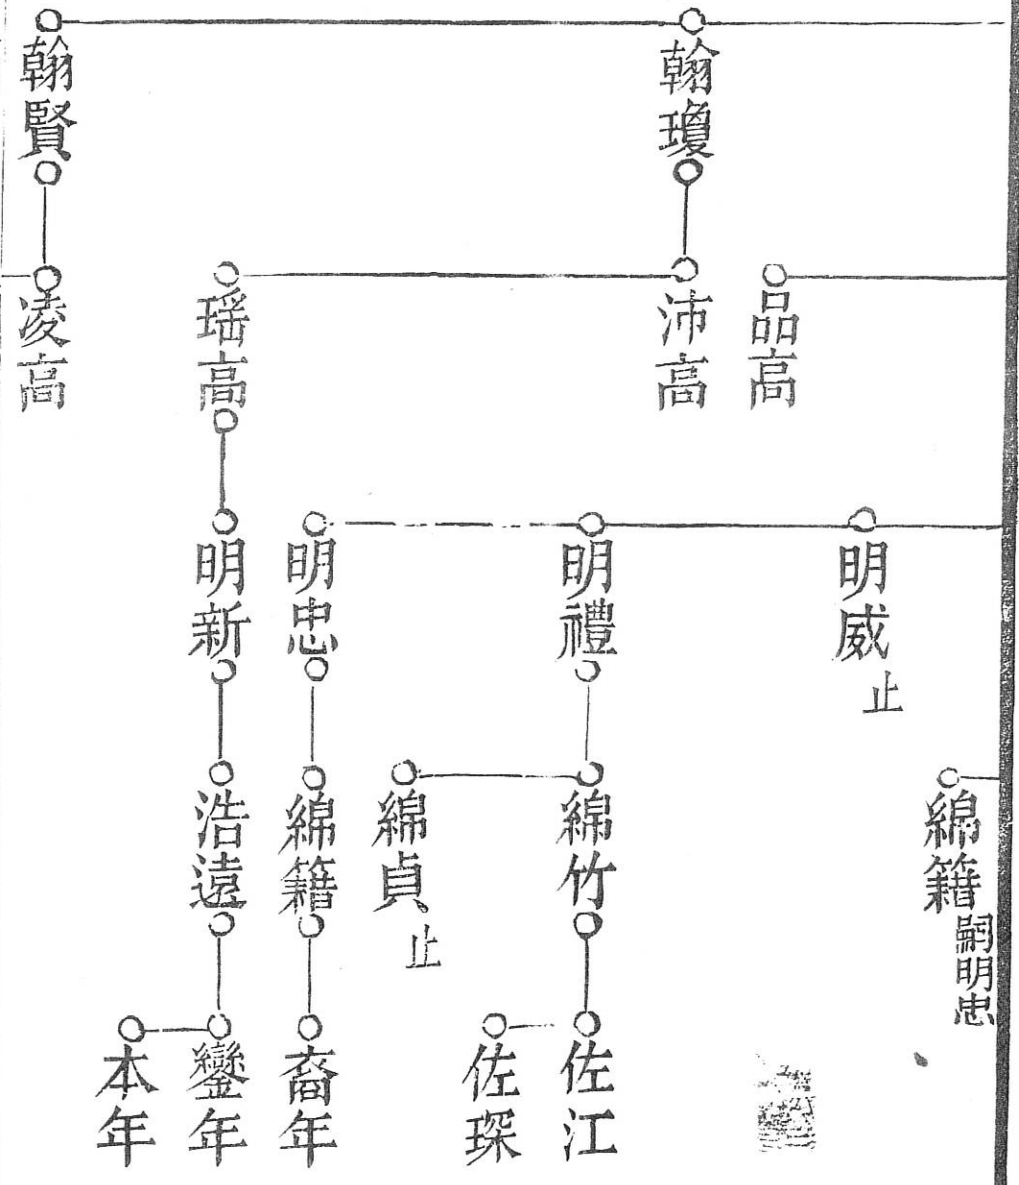 翰瓊
翰賢
品高
沛高
瑶高
凌高
明威
止
明禮
明忠
明新
綿籍
嗣明忠
綿竹
綿貞
止
綿籍
浩遠
佐江
佐琛
裔年
鑾年
本年